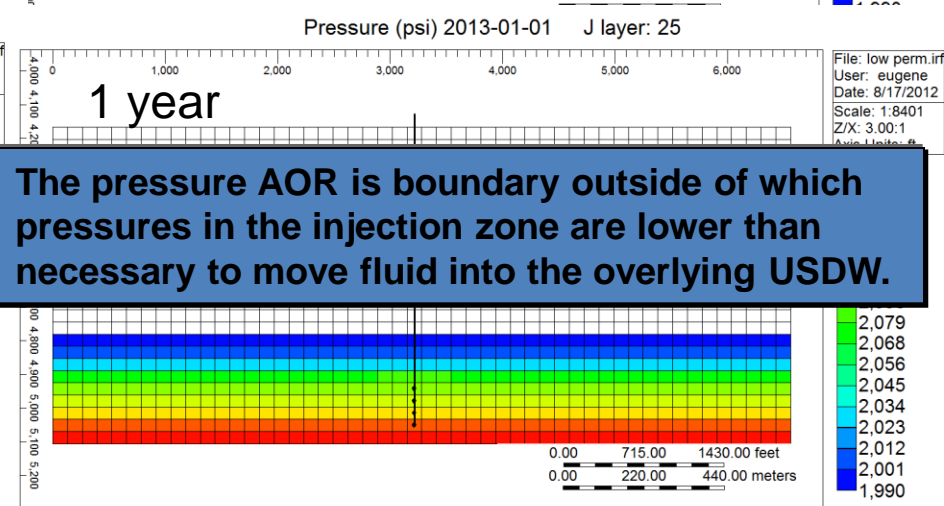 Pressure (psi) 2013-01-01 J layer: 25
0 1,000 2,000 3,000 4,000 5,000 6,000
4,000
4,100
1 year
File: low perm.irf
User: eugene
Date: 8/17/2012
Scale: 1:8401
Z/X: 3.00:1
Axis Units: ft
The pressure AOR is boundary outside of which
pressures in the injection zone are lower than
necessary to move fluid into the overlying USDW.
4,800
4,900
5,000
5,100
5,200
2,079
2,068
2,056
2,045
2,034
2,023
2,012
2,001
1,990
0.00 715.00 1430.00 feet
0.00 220.00 440.00 meters